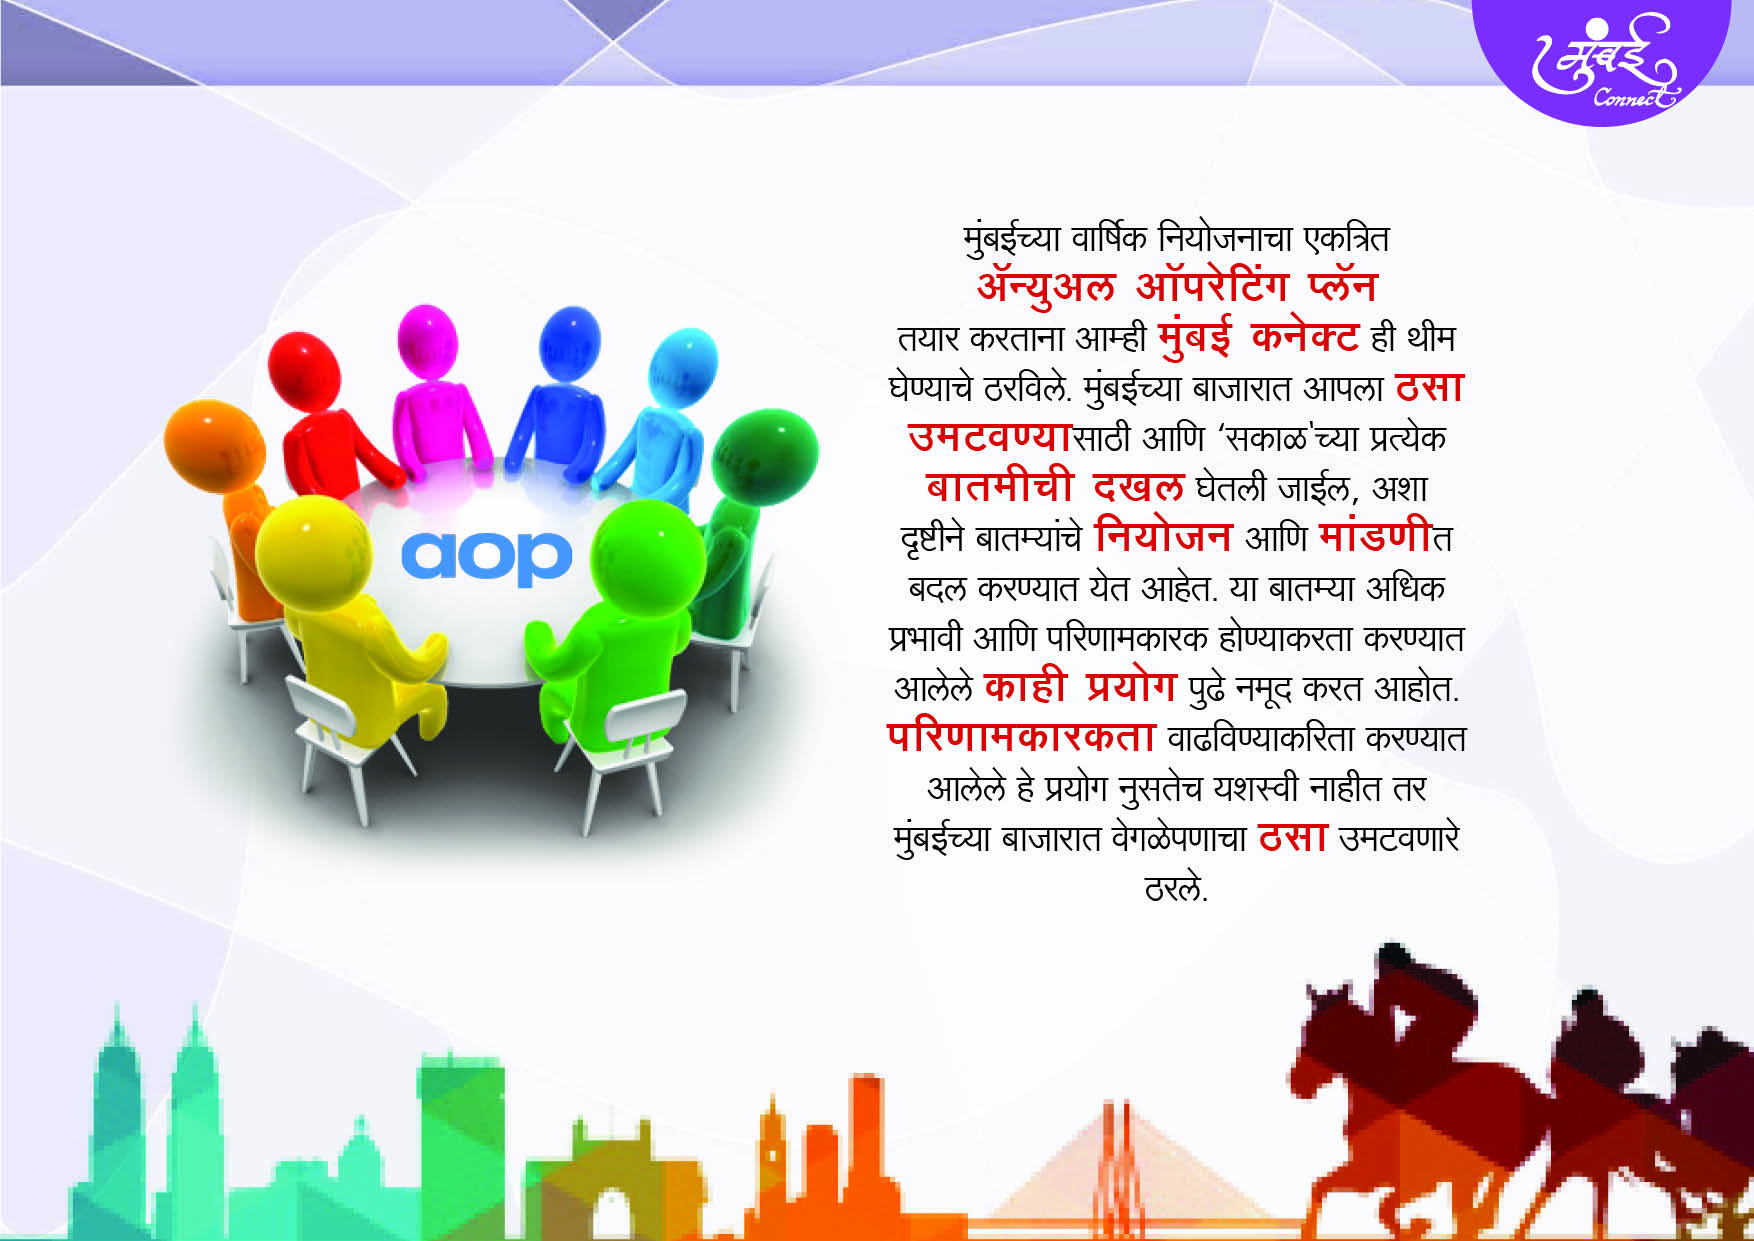 मुंबई
Connect
मुंबईच्या वार्षिक नियोजनाचा एकत्रित
ॲन्युअल ऑपरेटिंग प्लॅन
तयार करताना आम्ही मुंबई कनेक्ट ही थीम
घेण्याचे ठरविले. मुंबईच्या बाजारात आपला ठसा
उमटवण्यासाठी आणि ‘सकाळ'च्या प्रत्येक
बातमीची दखल घेतली जाईल, अशा
दृष्टीने बातम्यांचे नियोजन आणि मांडणीत
बदल करण्यात येत आहेत. या बातम्या अधिक
प्रभावी आणि परिणामकारक होण्याकरता करण्यात
आलेले काही प्रयोग पुढे नमूद करत आहोत.
परिणामकारकता वाढविण्याकरिता करण्यात
आलेले हे प्रयोग नुसतेच यशस्वी नाहीत तर
मुंबईच्या बाजारात वेगळेपणाचा ठसा उमटवणारे
ठरले.
aop